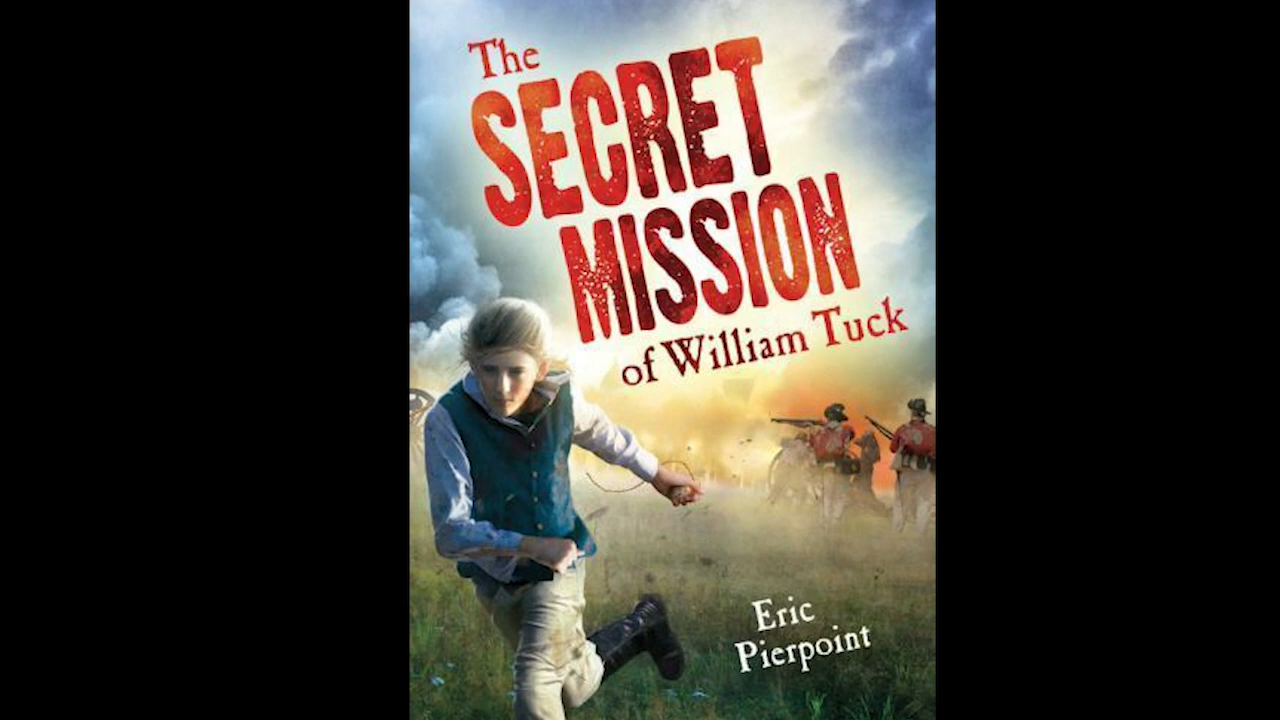 The
SECRET
MISSION
of William Tuck
Eric
Pierpoint